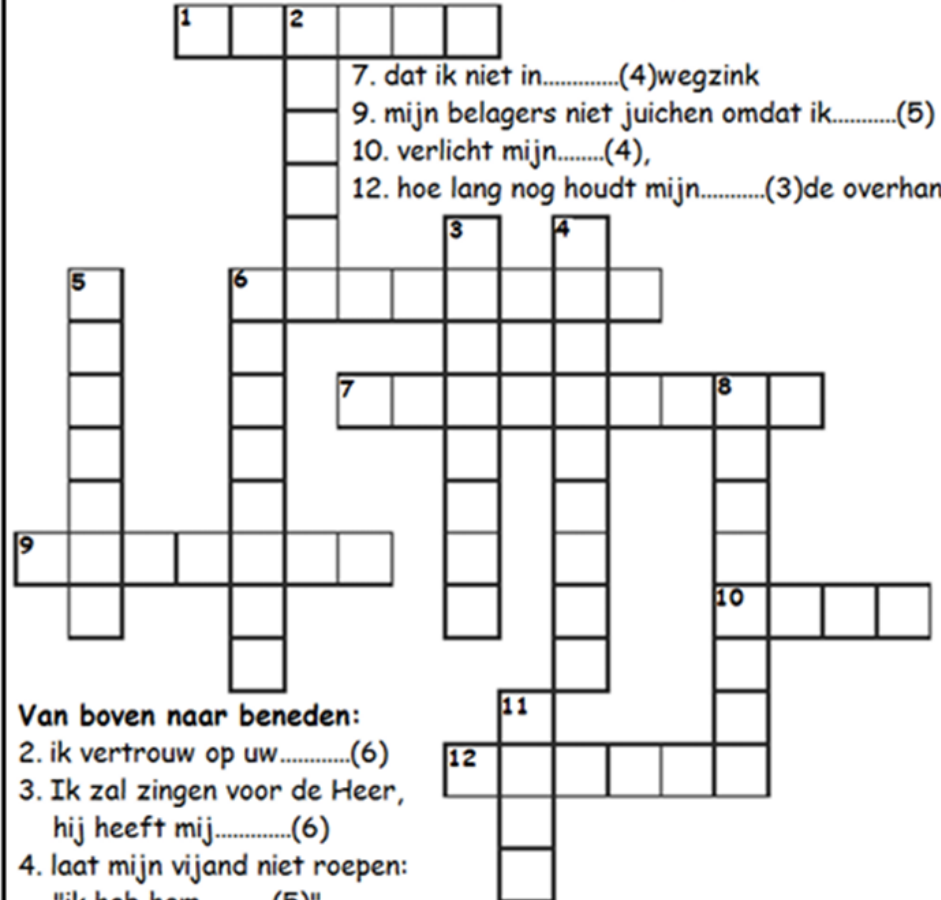 1 2
7. dat ik niet in.............(4)wegzink
9. mijn belagers niet juichen omdat ik...........(5)
10. verlicht mijn........(4),
12. hoe lang nog houdt mijn...........(3)de overhan
3 4
5 6
7 8
9
10
11
12
Van boven naar beneden:
2. ik vertrouw op uw............(6)
3. Ik zal zingen voor de Heer,
hij heeft mij.............(6)
4. laat mijn vijand niet roepen: